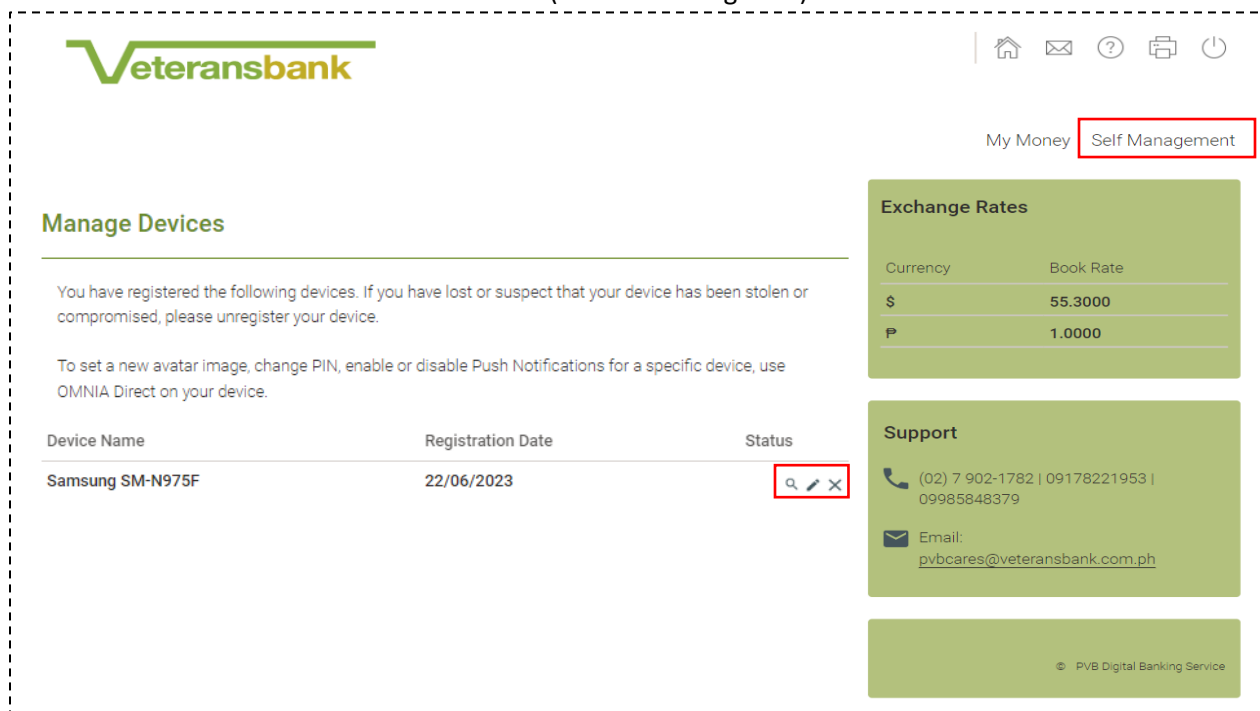 Veteransbank
My Money Self Management
Manage Devices
You have registered the following devices. If you have lost or suspect that your device has been stolen or
compromised, please unregister your device.
To set a new avatar image, change PIN, enable or disable Push Notifications for a specific device, use
OMNIA Direct on your device.
Device Name Registration Date Status
Samsung SM-N975F 22/06/2023
Exchange Rates
Currency Book Rate
$ 55.3000
₱ 1.0000
Support
(02) 7 902-1782 | 09178221953 |
09985848379
Email:
pvbcares@veteransbank.com.ph
© PVB Digital Banking Service